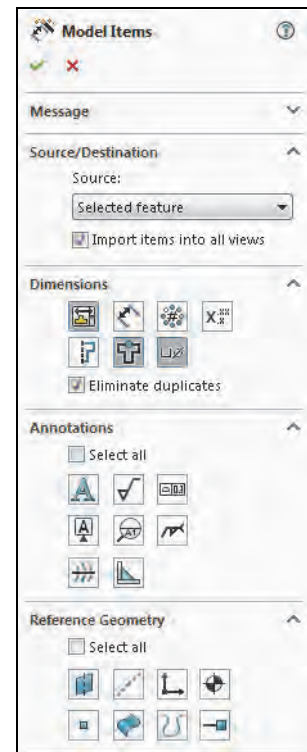 Model Items
Message
Source/Destination
Source:
Selected feature
Import items into all views
Dimensions
Eliminate duplicates
Annotations
Select all
A
A A1
Reference Geometry
Select all